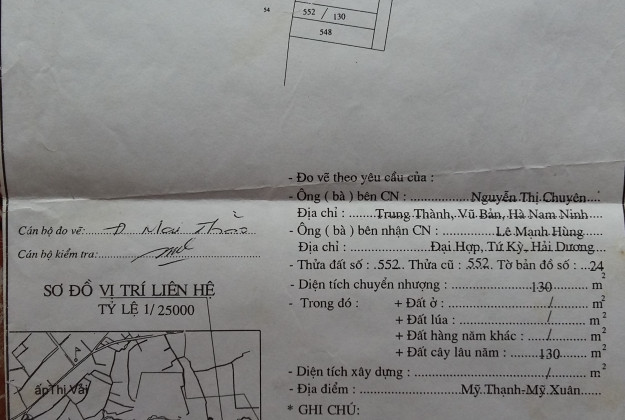 54
552 / 130
548
- Đo vẽ theo yêu cầu của :
- Ông ( bà ) bên CN : Nguyễn Thị Chuyên
Địa chỉ : Trung Thành, Vũ Bản, Hà Nam Ninh
- Ông ( bà ) bên nhận CN : Lê Mạnh Hùng
Địa chỉ : Đại Hợp, Tứ Kỳ, Hải Dương
- Thửa đất số : 552 Thửa cũ : 552 Tờ bản đồ số : 24
- Diện tích chuyển nhượng : 130 m²
- Trong đó : + Đất ở : / m²
+ Đất lúa : / m²
+ Đất hàng năm khác : / m²
+ Đất cây lâu năm : 130 m²
- Diện tích xây dựng : / m²
- Địa điểm : Mỹ Thạnh-Mỹ Xuân
* GHI CHÚ:
Cán bộ đo vẽ: Đ Mai Thảo
Cán bộ kiểm tra:
SƠ ĐỒ VỊ TRÍ LIÊN HỆ
TỶ LỆ 1/ 25000
ấpThị Vải